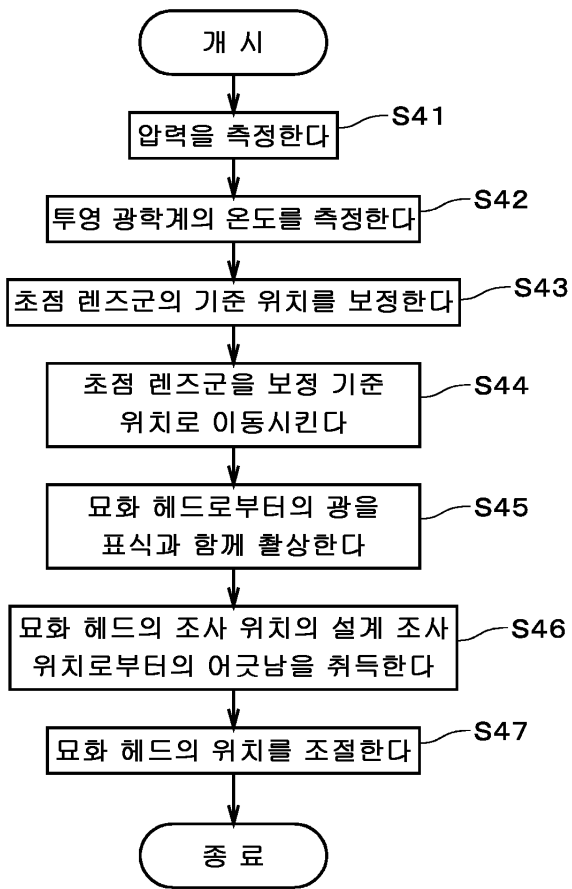 개 시
압력을 측정한다
S41
투영 광학계의 온도를 측정한다
S42
초점 렌즈군의 기준 위치를 보정한다
S43
초점 렌즈군을 보정 기준
위치로 이동시킨다
S44
묘화 헤드로부터의 광을
표식과 함께 촬상한다
S45
묘화 헤드의 조사 위치의 설계 조사
위치로부터의 어긋남을 취득한다
S46
묘화 헤드의 위치를 조절한다
S47
종 료